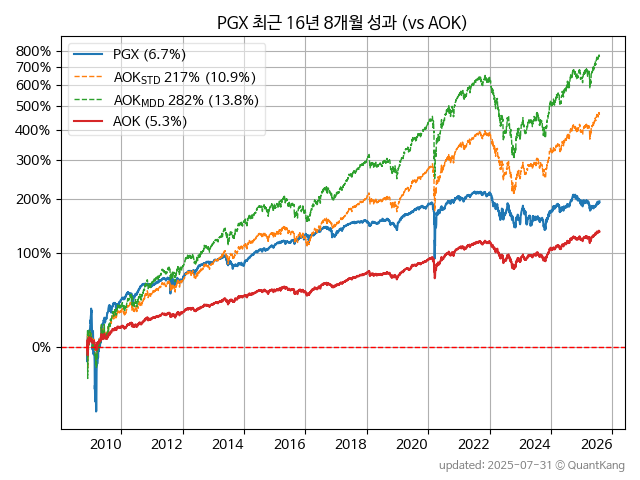 PGX 최근 16년 8개월 성과 (vs AOK)
800%
700%
600%
500%
400%
300%
200%
100%
0%
PGX (6.7%)
AOKSTD 217% (10.9%)
AOKMDD 282% (13.8%)
AOK (5.3%)
2010 2012 2014 2016 2018 2020 2022 2024 2026
updated: 2025-07-31 © QuantKang